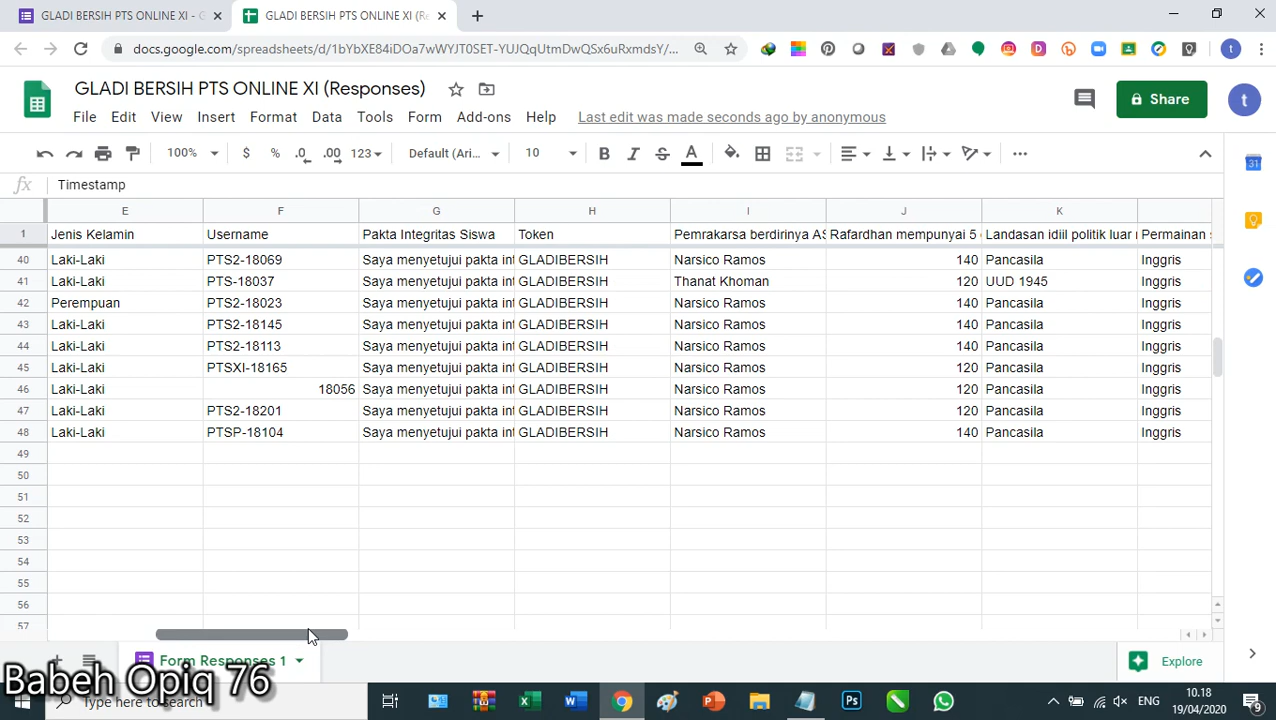 GLADI BERSIH PTS ONLINE XI - G
GLADI BERSIH PTS ONLINE XI (Re
docs.google.com/spreadsheets/d/1bYbXE84iDOa7wWYJT0SET-YUJQqUtmDwQSx6uRxmdsY/...
GLADI BERSIH PTS ONLINE XI (Responses)
Share
t
File Edit View Insert Format Data Tools Form Add-ons Help Last edit was made seconds ago by anonymous
100% $ % .0 .00 123 Default (Ari... 10 B I S A
fx Timestamp
E F G H I J K
1 Jenis Kelamin Username Pakta Integritas Siswa Token Pemrakarsa berdirinya AS Rafardhan mempunyai 5 Landasan idiil politik luar Permainan
40 Laki-Laki PTS2-18069 Saya menyetujui pakta int GLADIBERSIH Narsico Ramos 140 Pancasila Inggris
41 Laki-Laki PTS-18037 Saya menyetujui pakta int GLADIBERSIH Thanat Khoman 120 UUD 1945 Inggris
42 Perempuan PTS2-18023 Saya menyetujui pakta int GLADIBERSIH Narsico Ramos 140 Pancasila Inggris
43 Laki-Laki PTS2-18145 Saya menyetujui pakta int GLADIBERSIH Narsico Ramos 140 Pancasila Inggris
44 Laki-Laki PTS2-18113 Saya menyetujui pakta int GLADIBERSIH Narsico Ramos 140 Pancasila Inggris
45 Laki-Laki PTSXI-18165 Saya menyetujui pakta int GLADIBERSIH Narsico Ramos 120 Pancasila Inggris
46 Laki-Laki 18056 Saya menyetujui pakta int GLADIBERSIH Narsico Ramos 120 Pancasila Inggris
47 Laki-Laki PTS2-18201 Saya menyetujui pakta int GLADIBERSIH Narsico Ramos 120 Pancasila Inggris
48 Laki-Laki PTSP-18104 Saya menyetujui pakta int GLADIBERSIH Narsico Ramos 140 Pancasila Inggris
49
50
51
52
53
54
55
56
57
Form Responses 1
Explore
Babeh Opiq 76
Type here to search
ENG
10.18
19/04/2020